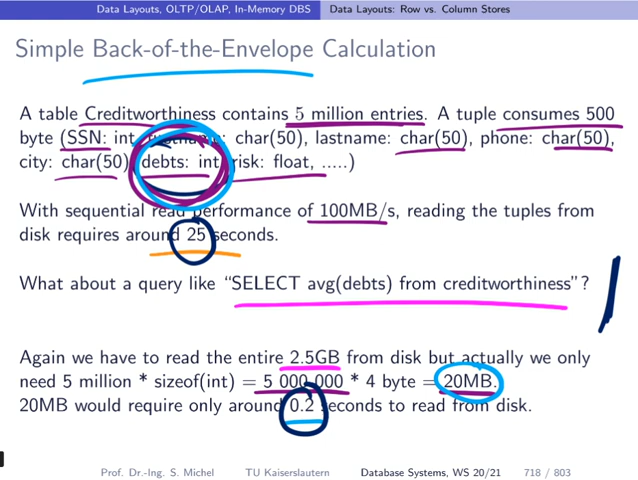 Data Layouts, OLTP/OLAP, In-Memory DBS Data Layouts: Row vs. Column Stores
Simple Back-of-the-Envelope Calculation
A table Creditworthiness contains 5 million entries. A tuple consumes 500
byte (SSN: int, char(50), lastname: char(50), phone: char(50),
city: char(50), debts: int, risk: float, .....)
With sequential read performance of 100MB/s, reading the tuples from
disk requires around 25 seconds.
What about a query like “SELECT avg(debts) from creditworthiness”?
Again we have to read the entire 2.5GB from disk but actually we only
need 5 million * sizeof(int) = 5 000 000 * 4 byte = 20MB.
20MB would require only around 0.2 seconds to read from disk.
Prof. Dr.-Ing. S. Michel TU Kaiserslautern Database Systems, WS 20/21 718 / 803